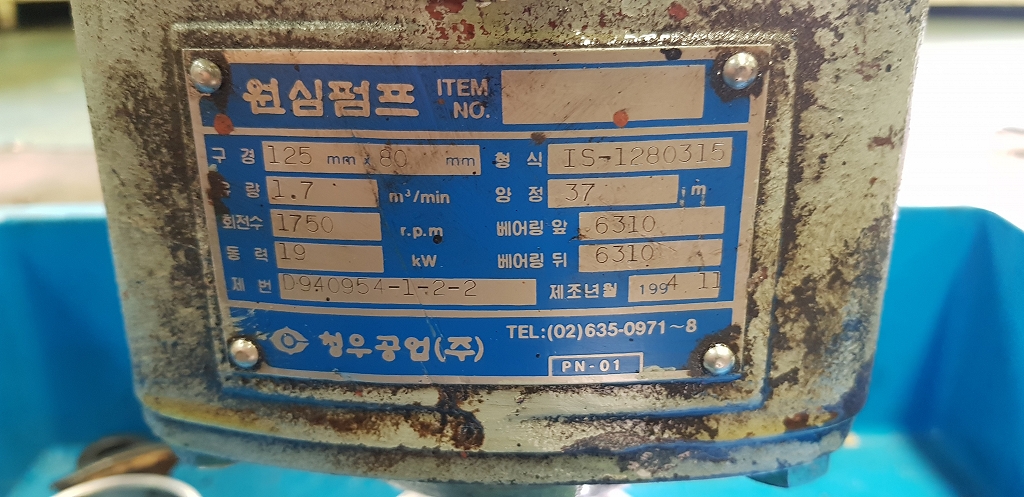 원심펌프 ITEM NO.
구 경 125 mm x 80 mm 형 식 IS-1280315
유 량 1.7 m³/min 양 정 37 m
회전수 1750 r.p.m 베어링 앞 6310
동 력 19 kW 베어링 뒤 6310
제 번 D940954-1-2-2 제조년월 1994 11
청우공업(주) TEL:(02)635-0971~8
PN-01